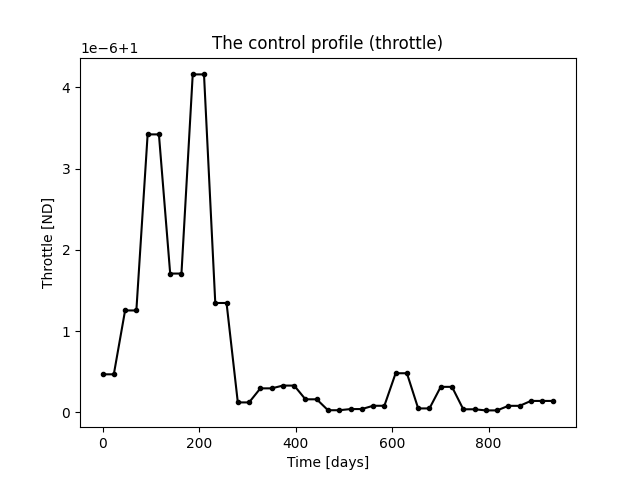 The control profile (throttle)
1e−6+1
4
3
2
1
0
Throttle [ND]
0 200 400 600 800
Time [days]